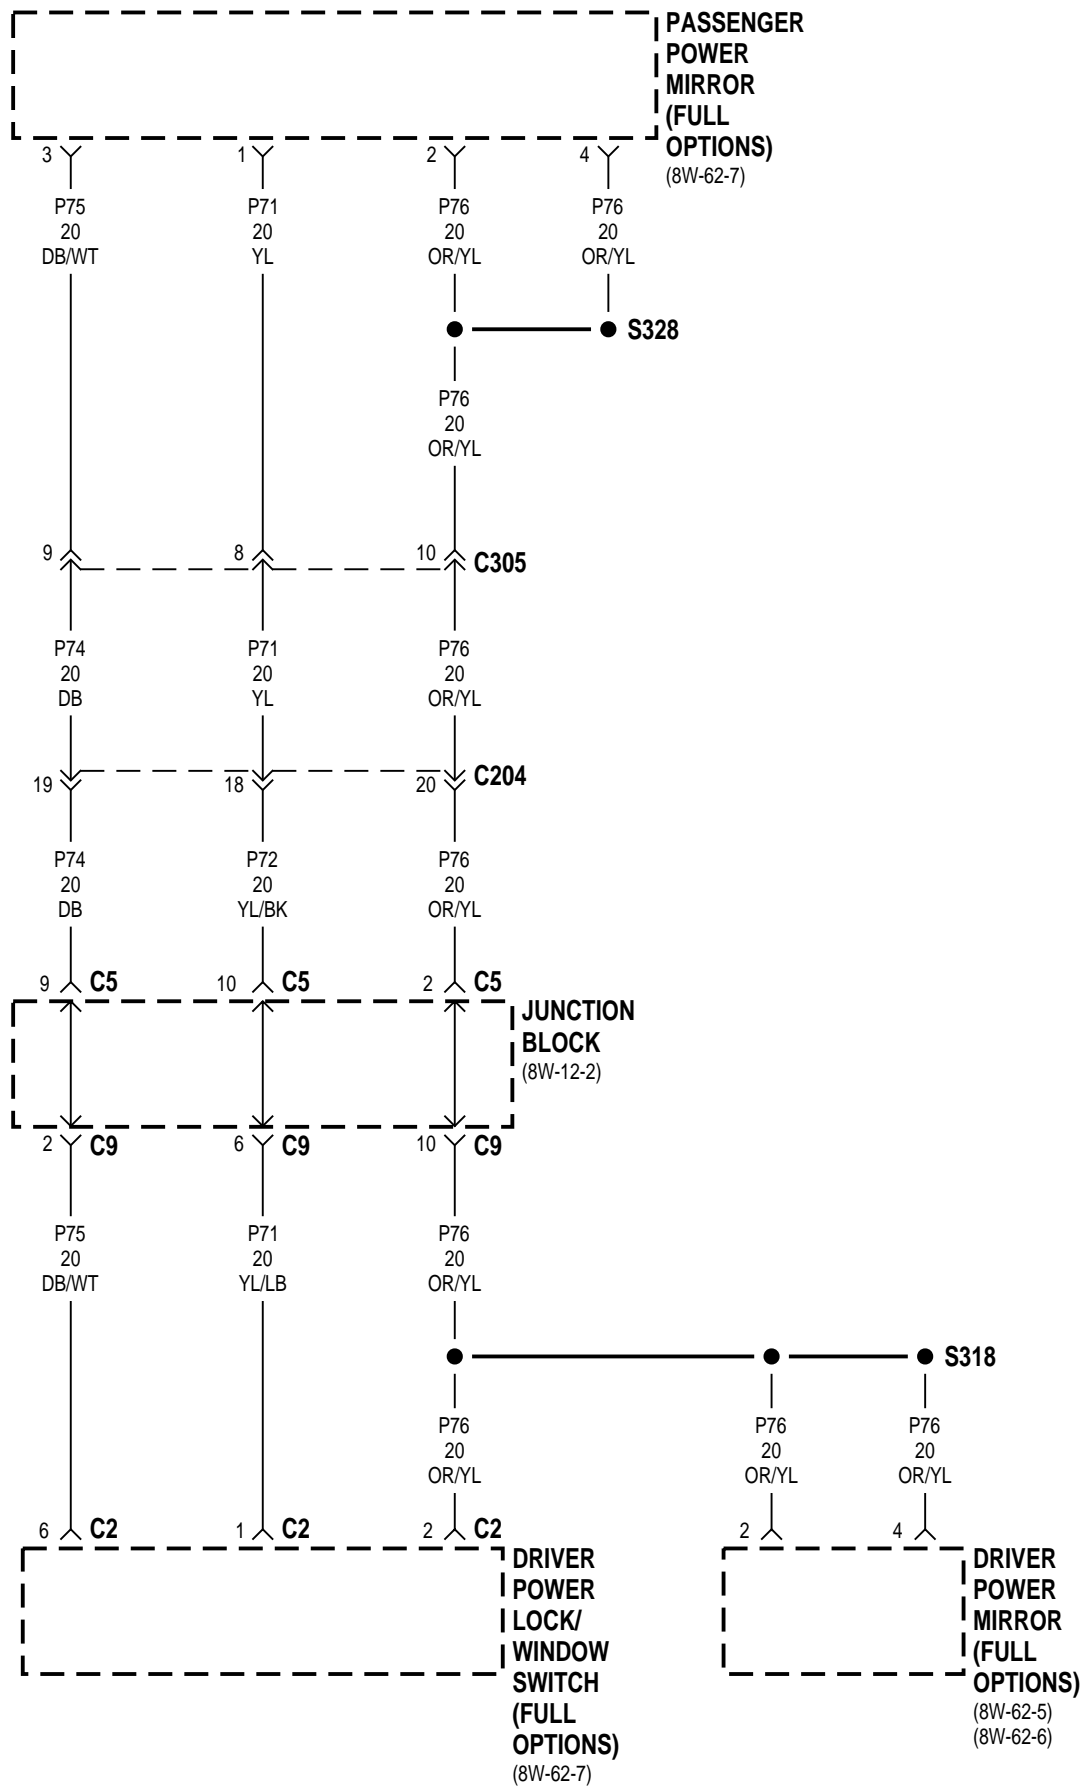 PASSENGER
POWER
MIRROR
(FULL
OPTIONS)
(8W-62-7)
3 1 2 4
P75 P71 P76 P76
20 20 20 20
DB/WT YL OR/YL OR/YL
S328
P76
20
OR/YL
9 8 10 C305
P74 P71 P76
20 20 20
DB YL OR/YL
19 18 20 C204
P74 P72 P76
20 20 20
DB YL/BK OR/YL
9 C5 10 C5 2 C5
JUNCTION
BLOCK
(8W-12-2)
2 C9 6 C9 10 C9
P75 P71 P76
20 20 20
DB/WT YL/LB OR/YL
S318
P76 P76 P76
20 20 20
OR/YL OR/YL OR/YL
6 C2 1 C2 2 C2 2 4
DRIVER
POWER
LOCK/
WINDOW
SWITCH
(FULL
OPTIONS)
(8W-62-7)
DRIVER
POWER
MIRROR
(FULL
OPTIONS)
(8W-62-5)
(8W-62-6)